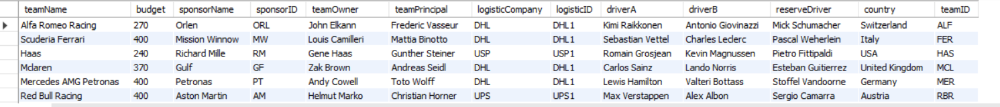 teamName budget sponsorName sponsorID teamOwner teamPrincipal logisticCompany logisticID driverA driverB reserveDriver country teamID
Alfa Romeo Racing 270 Orlen ORL John Elkann Frederic Vasseur DHL DHL1 Kimi Raikkonen Antonio Giovinazzi Mick Schumacher Switzerland ALF
Scuderia Ferrari 400 Mission Winnow MW Louis Camilleri Mattia Binotto DHL DHL1 Sebastian Vettel Charles Leclerc Pascal Weherlein Italy FER
Haas 240 Richard Mille RM Gene Haas Gunther Steiner USP USP1 Romain Grosjean Kevin Magnussen Pietro Fittipaldi USA HAS
Mclaren 370 Gulf GF Zak Brown Andreas Seidl DHL DHL1 Carlos Sainz Lando Norris Esteban Guitierrez United Kingdom MCL
Mercedes AMG Petronas 400 Petronas PT Andy Cowell Toto Wolff DHL DHL1 Lewis Hamilton Valteri Bottass Stoffel Vandoorne Germany MER
Red Bull Racing 400 Aston Martin AM Helmut Marko Christian Horner UPS UPS1 Max Verstappen Alex Albon Sergio Camarra Austria RBR